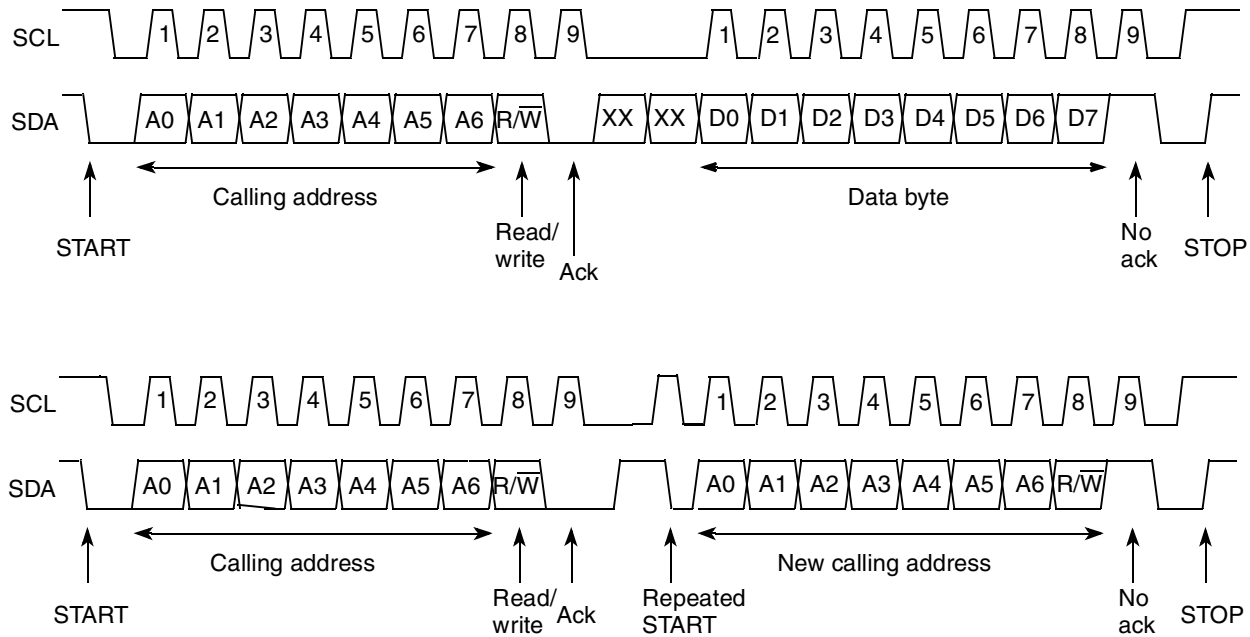 SCL 1 2 3 4 5 6 7 8 9 1 2 3 4 5 6 7 8 9
SDA A0 A1 A2 A3 A4 A5 A6 R/W̅ XX XX D0 D1 D2 D3 D4 D5 D6 D7
Calling address Data byte
START Read/
write Ack No
ack STOP
SCL 1 2 3 4 5 6 7 8 9 1 2 3 4 5 6 7 8 9
SDA A0 A1 A2 A3 A4 A5 A6 R/W̅ A0 A1 A2 A3 A4 A5 A6 R/W̅
Calling address New calling address
START Read/
write Ack Repeated
START No
ack STOP